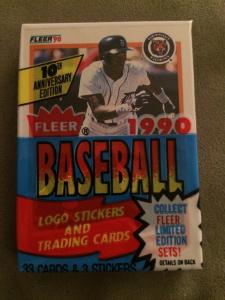 FLEER '90
10TH
ANNIVERSARY
EDITION
FLEER®
1990
BASEBALL
LOGO STICKERS
AND
TRADING CARDS
COLLECT
FLEER
LIMITED
EDITION
SETS!
DETAILS ON BACK
33 CARDS & 3 STICKERS